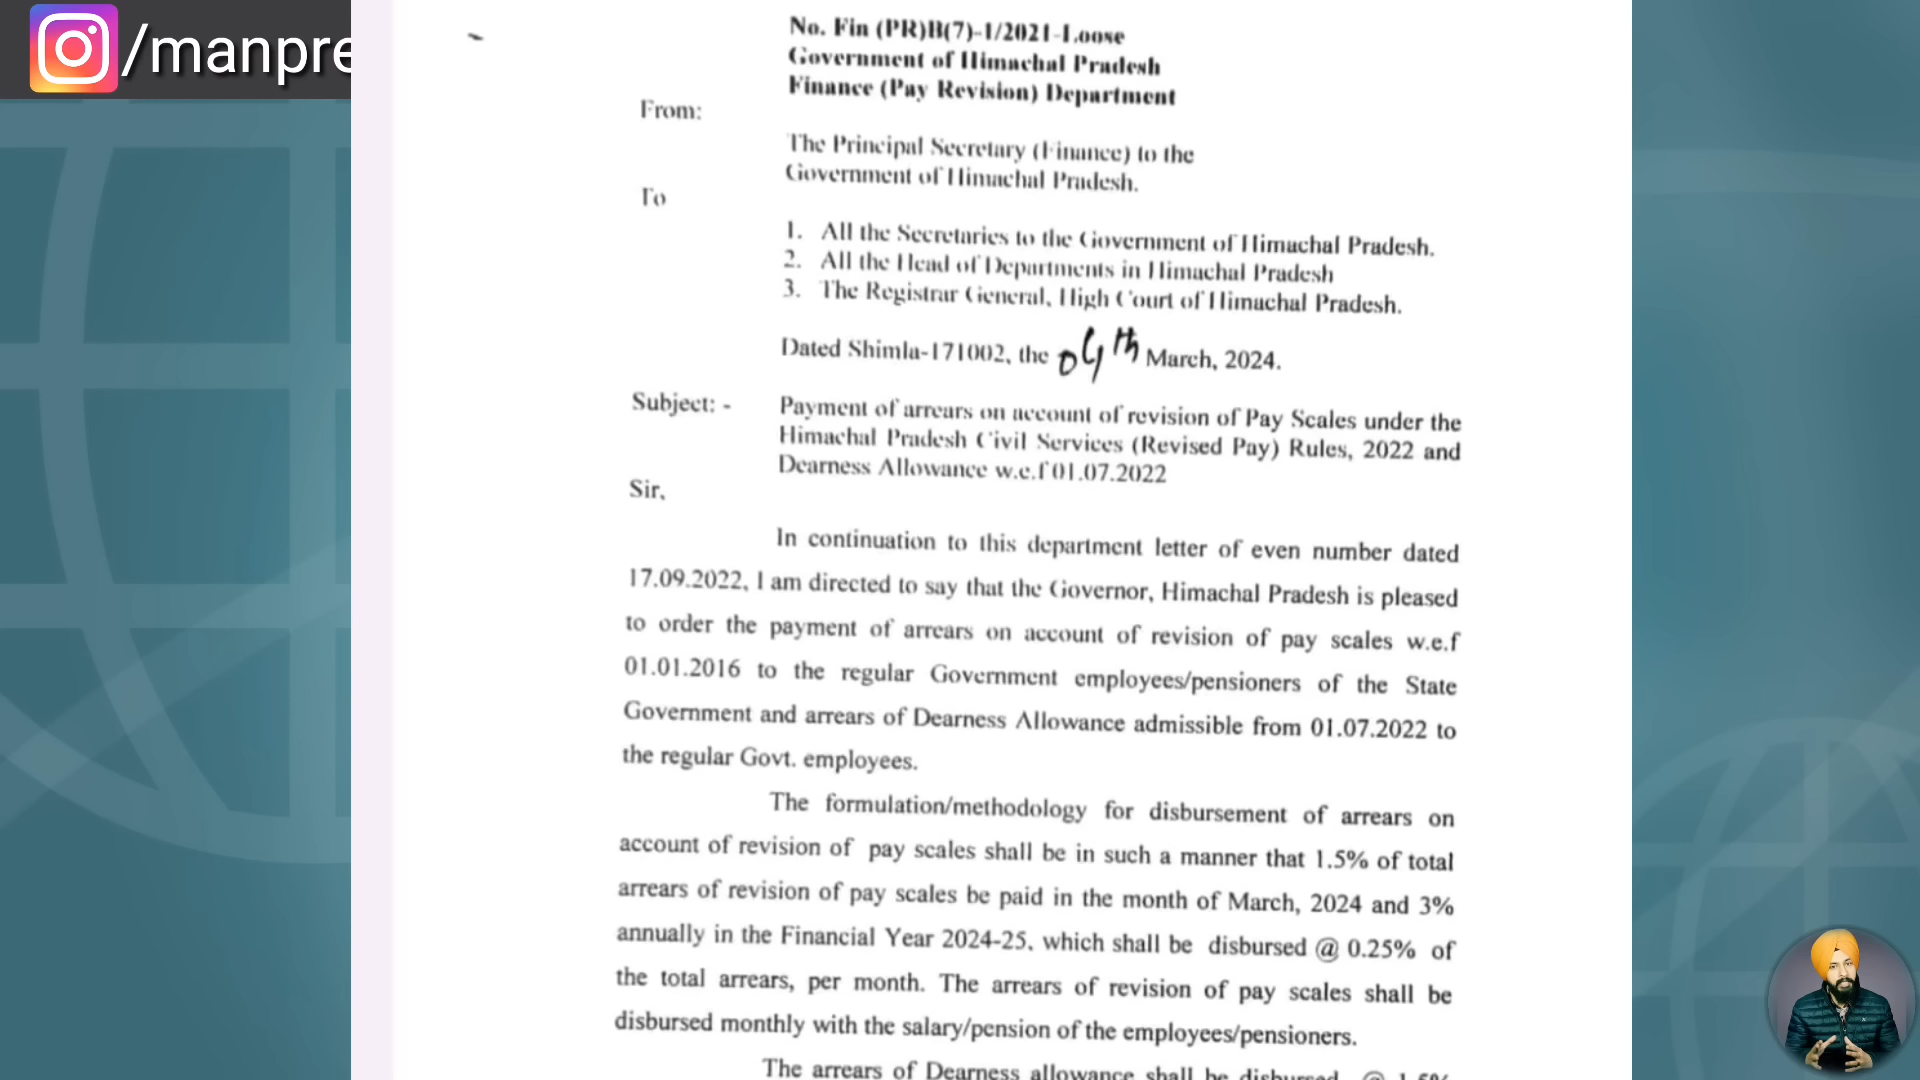 /manpre
No. Fin (PR)B(7)-1/2021-Loose
Government of Himachal Pradesh
Finance (Pay Revision) Department
From:
The Principal Secretary (Finance) to the
Government of Himachal Pradesh.
To
1. All the Secretaries to the Government of Himachal Pradesh.
2. All the Head of Departments in Himachal Pradesh
3. The Registrar General, High Court of Himachal Pradesh.
Dated Shimla-171002, the 04th March, 2024.
Subject: - Payment of arrears on account of revision of Pay Scales under the
Himachal Pradesh Civil Services (Revised Pay) Rules, 2022 and
Dearness Allowance w.e.f 01.07.2022
Sir,
In continuation to this department letter of even number dated
17.09.2022, I am directed to say that the Governor, Himachal Pradesh is pleased
to order the payment of arrears on account of revision of pay scales w.e.f
01.01.2016 to the regular Government employees/pensioners of the State
Government and arrears of Dearness Allowance admissible from 01.07.2022 to
the regular Govt. employees.
The formulation/methodology for disbursement of arrears on
account of revision of pay scales shall be in such a manner that 1.5% of total
arrears of revision of pay scales be paid in the month of March, 2024 and 3%
annually in the Financial Year 2024-25, which shall be disbursed @ 0.25% of
the total arrears, per month. The arrears of revision of pay scales shall be
disbursed monthly with the salary/pension of the employees/pensioners.
The arrears of Dearness allowance shall be disbursed @ 1.5%